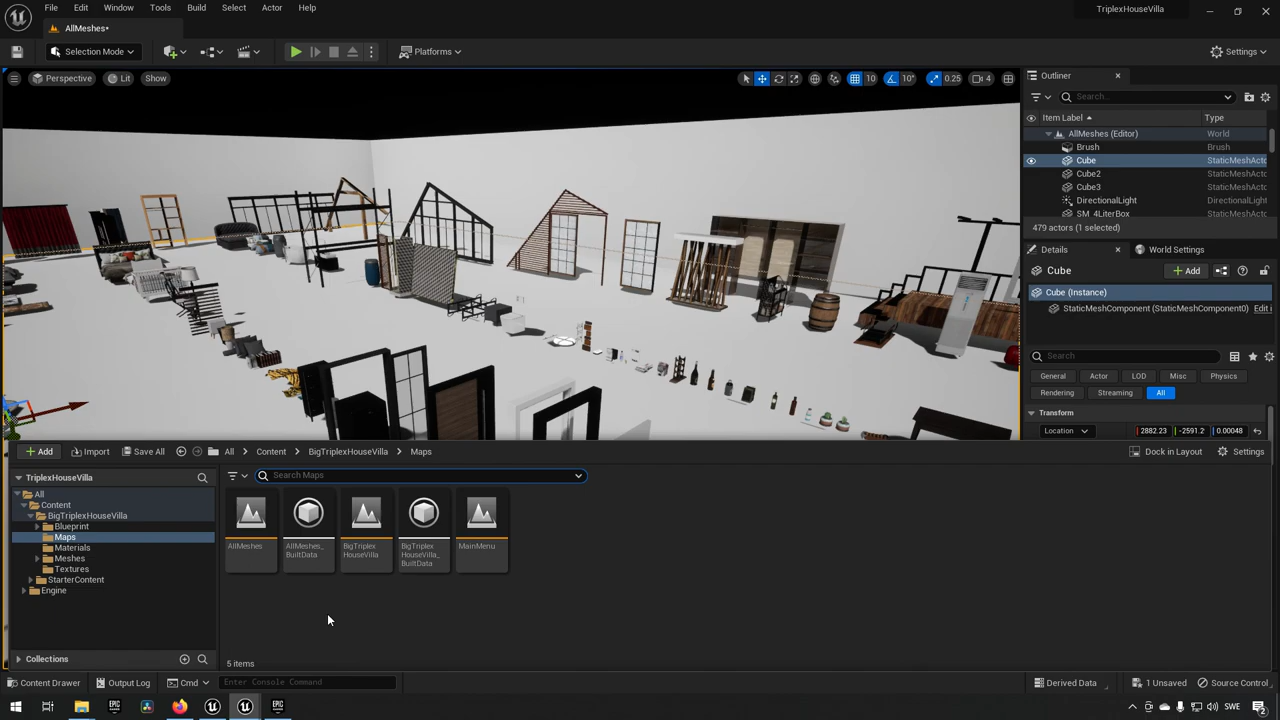 File Edit Window Tools Build Select Actor Help TriplexHouseVilla
AllMeshes•
Selection Mode Platforms Settings
Perspective Lit Show 10 10° 0.25 4
Outliner
Search...
Item Label Type
AllMeshes (Editor) World
Brush Brush
Cube StaticMeshActo
Cube2 StaticMeshActo
Cube3 StaticMeshActo
DirectionalLight DirectionalLight
SM_4LiterBox StaticMeshActo
479 actors (1 selected)
Details World Settings
Cube Add
Cube (Instance)
StaticMeshComponent (StaticMeshComponent0) Edit i
Search
General Actor LOD Misc Physics
Rendering Streaming All
Transform
Location 2882.23 -2591.2 0.00048
Add Import Save All All Content BigTriplexHouseVilla Maps Dock in Layout Settings
TriplexHouseVilla
All
Content
BigTriplexHouseVilla
Blueprint
Maps
Materials
Meshes
Textures
StarterContent
Engine
Collections
Search Maps
AllMeshes
AllMeshes_
BuiltData
BigTriplex
HouseVilla
BigTriplex
HouseVilla_
BuiltData
MainMenu
5 items
Content Drawer Output Log Cmd Enter Console Command Derived Data 1 Unsaved Source Control
EPIC GAMES EPIC GAMES SWE